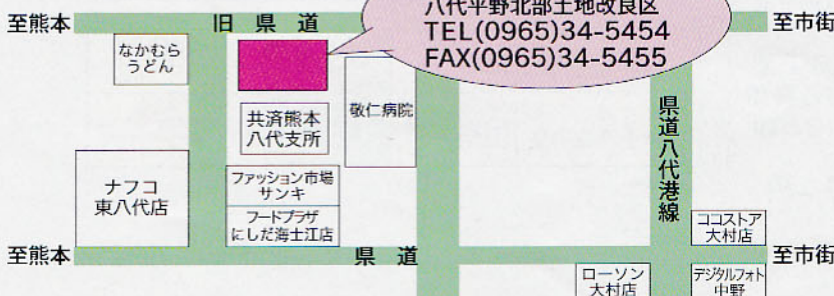 八代平野北部土地改良区
TEL(0965)34-5454
FAX(0965)34-5455
至熊本
旧県道
至市街
なかむら
うどん
共済熊本
八代支所
敬仁病院
県道八代港線
ナフコ
東八代店
ファッション市場
サンキ
フードプラザ
にしだ海士江店
ココストア
大村店
至熊本
県道
至市街
ローソン
大村店
デジタルフォト
中野